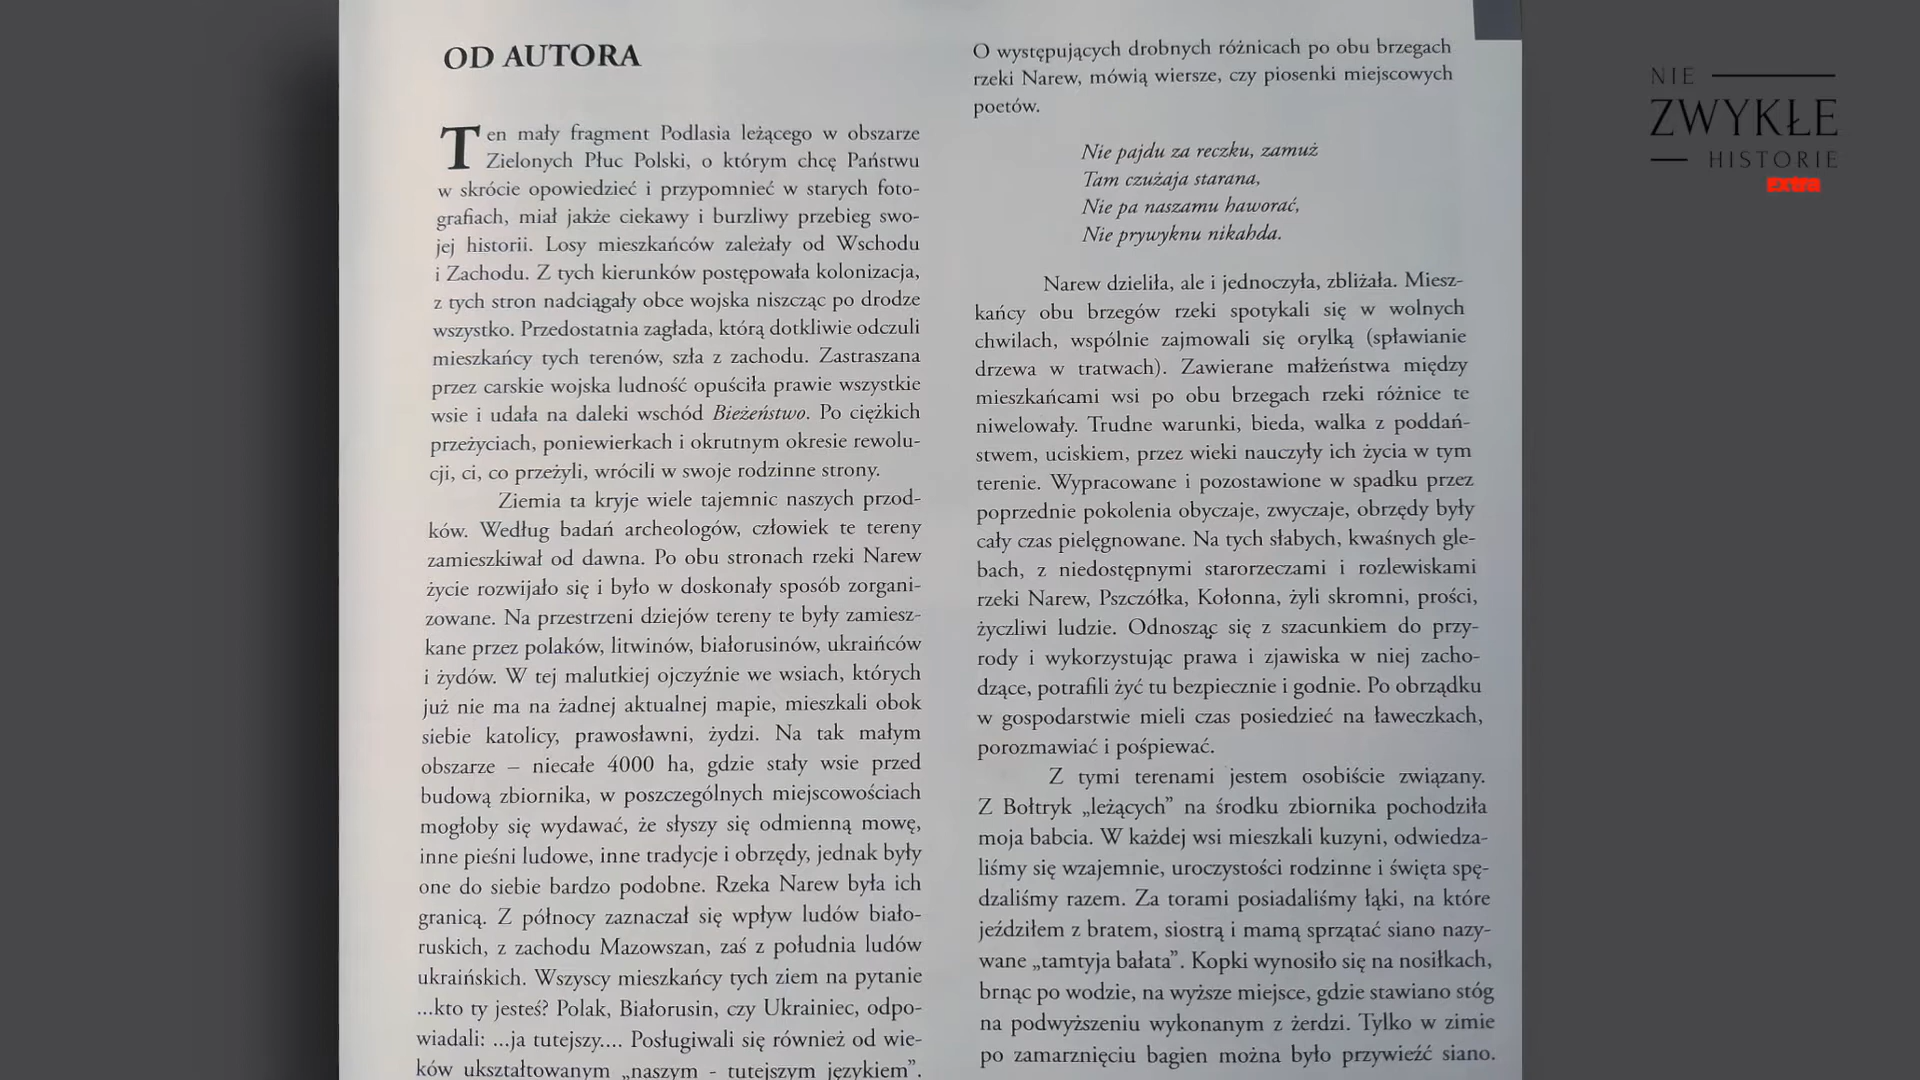 OD AUTORA
Ten mały fragment Podlasia leżącego w obszarze
Zielonych Płuc Polski, o którym chcę Państwu
w skrócie opowiedzieć i przypomnieć w starych foto-
grafiach, miał jakże ciekawy i burzliwy przebieg swo-
jej historii. Losy mieszkańców zależały od Wschodu
i Zachodu. Z tych kierunków postępowała kolonizacja,
z tych stron nadciągały obce wojska niszcząc po drodze
wszystko. Przedostatnia zagłada, którą dotkliwie odczuli
mieszkańcy tych terenów, szła z zachodu. Zastraszana
przez carskie wojska ludność opuściła prawie wszystkie
wsie i udała na daleki wschód Bieżeństwo. Po ciężkich
przeżyciach, poniewierkach i okrutnym okresie rewolu-
cji, ci, co przeżyli, wrócili w swoje rodzinne strony.
Ziemia ta kryje wiele tajemnic naszych przod-
ków. Według badań archeologów, człowiek te tereny
zamieszkiwał od dawna. Po obu stronach rzeki Narew
życie rozwijało się i było w doskonały sposób zorgani-
zowane. Na przestrzeni dziejów tereny te były zamiesz-
kane przez polaków, litwinów, białorusinów, ukraińców
i żydów. W tej malutkiej ojczyźnie we wsiach, których
już nie ma na żadnej aktualnej mapie, mieszkali obok
siebie katolicy, prawosławni, żydzi. Na tak małym
obszarze – niecałe 4000 ha, gdzie stały wsie przed
budową zbiornika, w poszczególnych miejscowościach
mogłoby się wydawać, że słyszy się odmienną mowę,
inne pieśni ludowe, inne tradycje i obrzędy, jednak były
one do siebie bardzo podobne. Rzeka Narew była ich
granicą. Z północy zaznaczał się wpływ ludów biało-
ruskich, z zachodu Mazowszan, zaś z południa ludów
ukraińskich. Wszyscy mieszkańcy tych ziem na pytanie
...kto ty jesteś? Polak, Białorusin, czy Ukrainiec, odpo-
wiadali: ...ja tutejszy.... Posługiwali się również od wie-
ków ukształtowanym „naszym - tutejszym językiem”.
O występujących drobnych różnicach po obu brzegach
rzeki Narew, mówią wiersze, czy piosenki miejscowych
poetów.
Nie pajdu za reczku, zamuż
Tam czużaja starana,
Nie pa naszamu haworać,
Nie prywyknu nikahda.
Narew dzieliła, ale i jednoczyła, zbliżała. Miesz-
kańcy obu brzegów rzeki spotykali się w wolnych
chwilach, wspólnie zajmowali się orylką (spławianie
drzewa w tratwach). Zawierane małżeństwa między
mieszkańcami wsi po obu brzegach rzeki różnice te
niwelowały. Trudne warunki, bieda, walka z poddań-
stwem, uciskiem, przez wieki nauczyły ich życia w tym
terenie. Wypracowane i pozostawione w spadku przez
poprzednie pokolenia obyczaje, zwyczaje, obrzędy były
cały czas pielęgnowane. Na tych słabych, kwaśnych gle-
bach, z niedostępnymi starorzeczami i rozlewiskami
rzeki Narew, Pszczółka, Kołonna, żyli skromni, prości,
życzliwi ludzie. Odnosząc się z szacunkiem do przy-
rody i wykorzystując prawa i zjawiska w niej zacho-
dzące, potrafili żyć tu bezpiecznie i godnie. Po obrządku
w gospodarstwie mieli czas posiedzieć na ławeczkach,
porozmawiać i pośpiewać.
Z tymi terenami jestem osobiście związany.
Z Bołtryk „leżących” na środku zbiornika pochodziła
moja babcia. W każdej wsi mieszkali kuzyni, odwiedza-
liśmy się wzajemnie, uroczystości rodzinne i święta spę-
dzaliśmy razem. Za torami posiadaliśmy łąki, na które
jeździłem z bratem, siostrą i mamą sprzątać siano nazy-
wane „tamtyja bałata”. Kopki wynosiło się na nosiłkach,
brnąc po wodzie, na wyższe miejsce, gdzie stawiano stóg
na podwyższeniu wykonanym z żerdzi. Tylko w zimie
po zamarznięciu bagien można było przywieźć siano.
NIE
ZWYKŁE
HISTORIE
extra